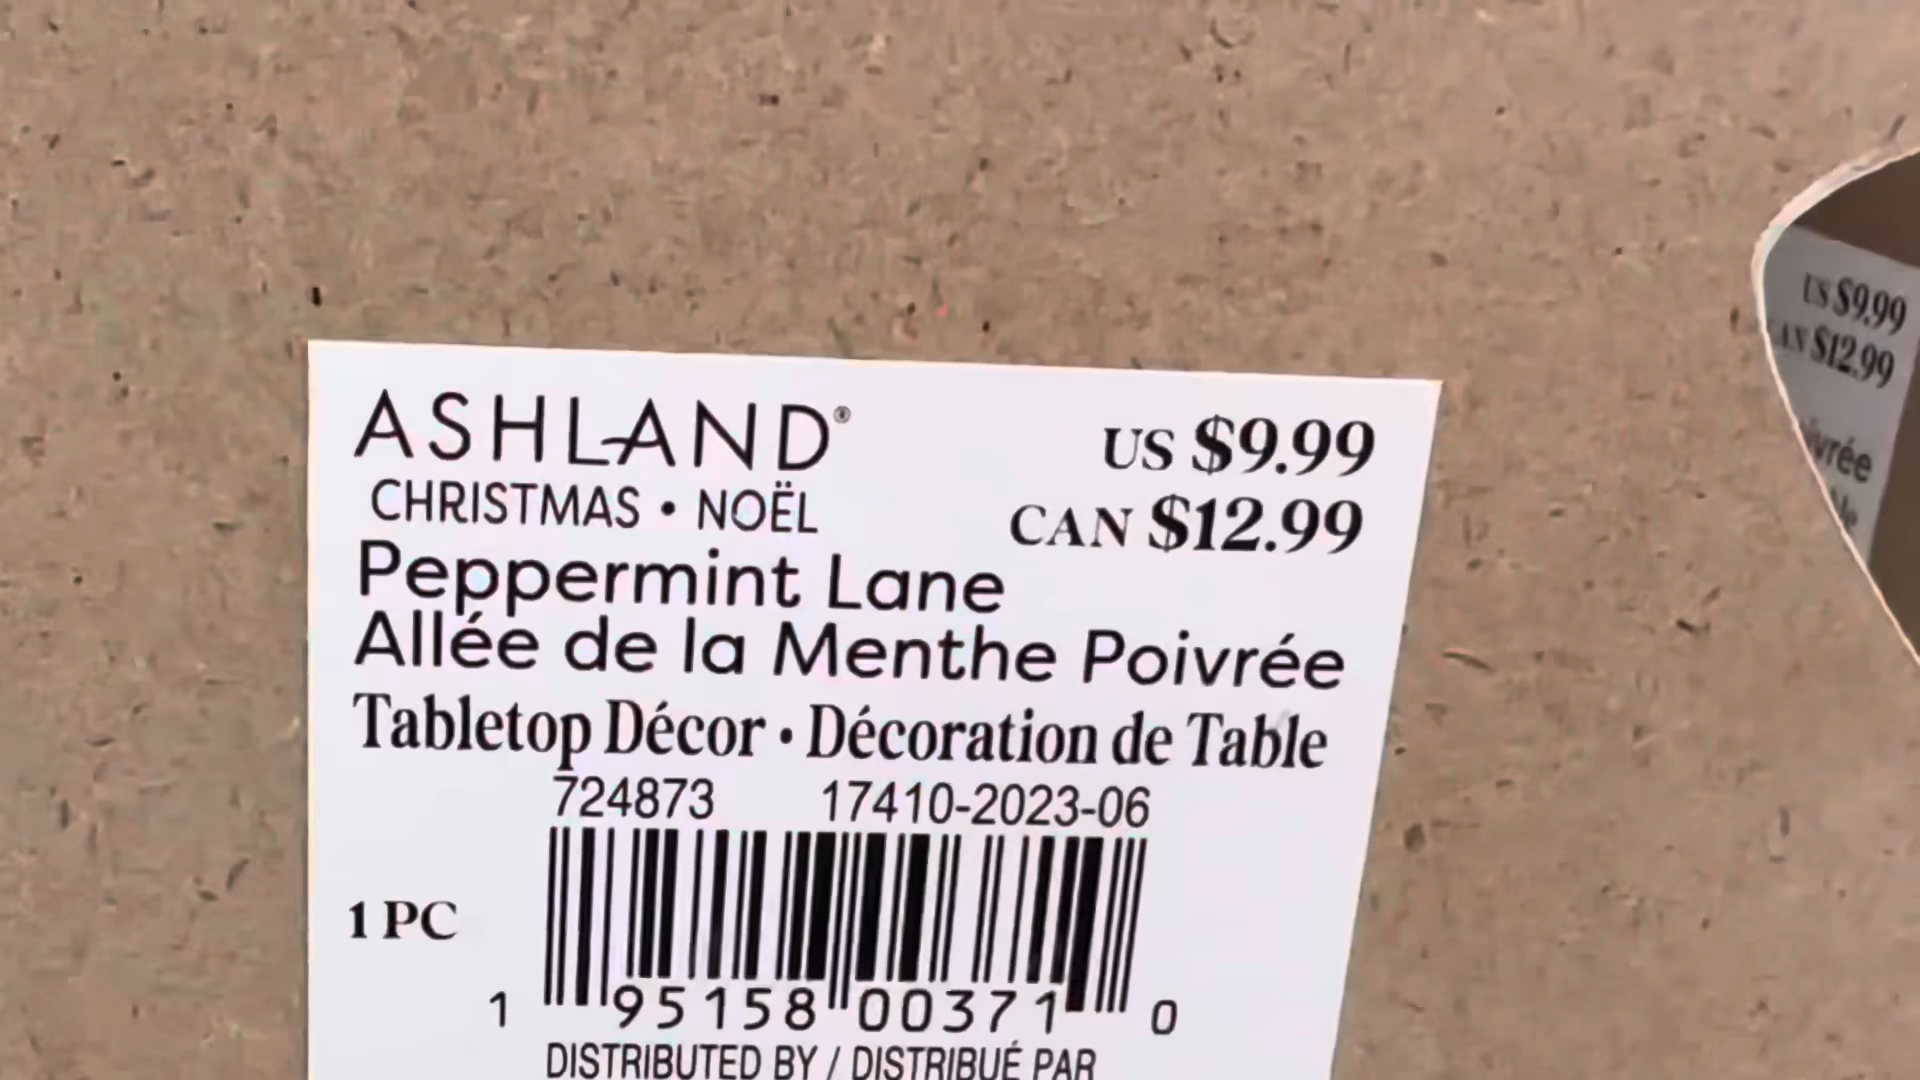 ASHLAND®
US $9.99
CHRISTMAS • NOËL
CAN $12.99
Peppermint Lane
Allée de la Menthe Poivrée
Tabletop Décor • Décoration de Table
724873 17410-2023-06
1 PC
1 95158 00371 0
DISTRIBUTED BY / DISTRIBUÉ PAR
US $9.99
$12.99